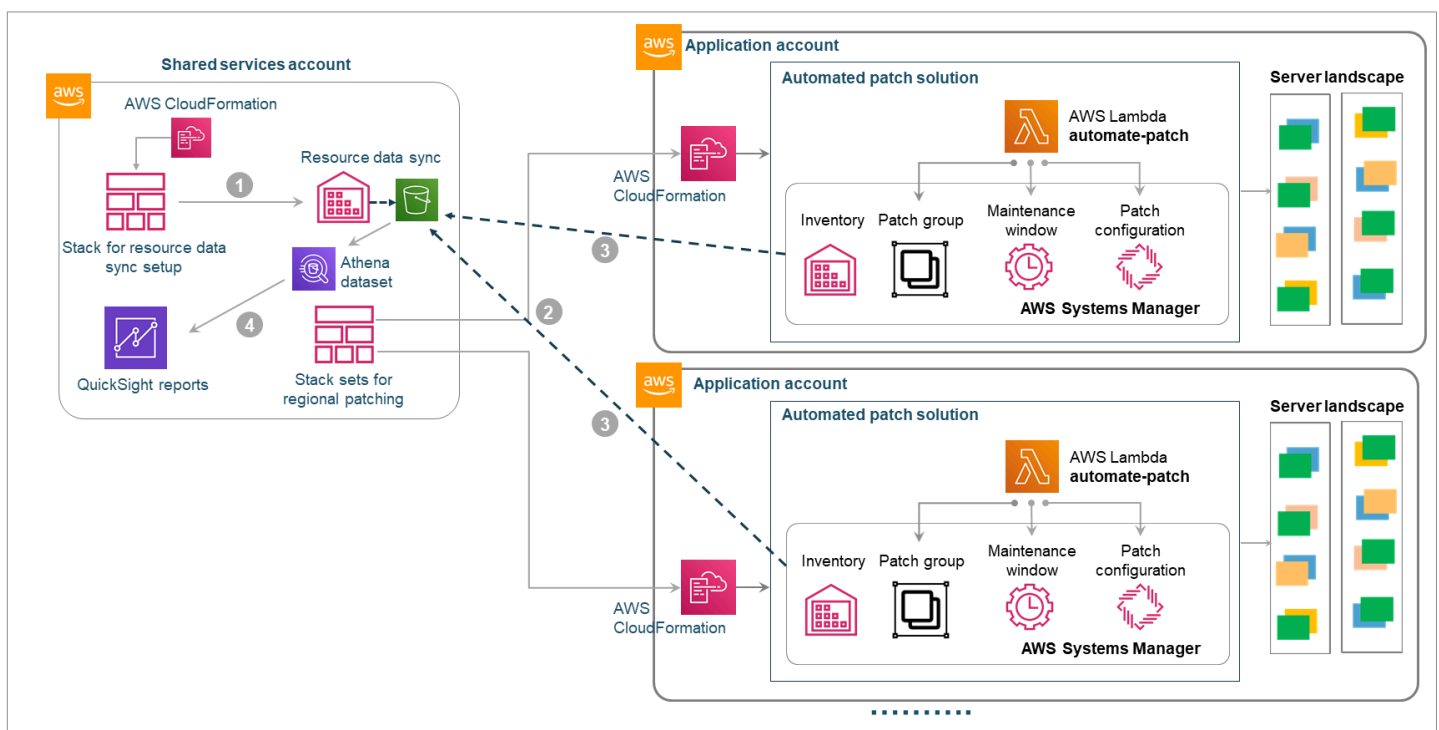 Shared services account
aws
AWS CloudFormation
Resource data sync
1
Stack for resource data
sync setup
Athena
dataset
4
QuickSight reports
Stack sets for
regional patching
2
3
3
aws
Application account
Automated patch solution
Server landscape
AWS Lambda
automate-patch
AWS
CloudFormation
Inventory
Patch group
Maintenance
window
Patch
configuration
AWS Systems Manager
aws
Application account
Automated patch solution
Server landscape
AWS Lambda
automate-patch
AWS
CloudFormation
Inventory
Patch group
Maintenance
window
Patch
configuration
AWS Systems Manager